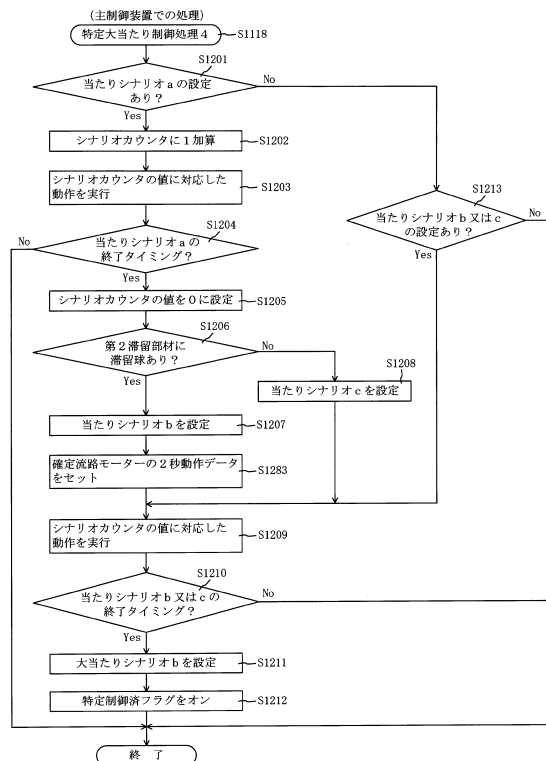 （主制御装置での処理）
特定大当たり制御処理４
S1118
S1201
当たりシナリオａの設定
あり？
No
Yes
シナリオカウンタに１加算
S1202
シナリオカウンタの値に対応した
動作を実行
S1203
S1213
当たりシナリオｂ又はｃ
の設定あり？
No
Yes
S1204
当たりシナリオａの
終了タイミング？
No
Yes
シナリオカウンタの値を０に設定
S1205
S1206
第２滞留部材に
滞留球あり？
No
Yes
S1208
当たりシナリオｃを設定
当たりシナリオｂを設定
S1207
確定流路モーターの２秒動作データ
をセット
S1283
シナリオカウンタの値に対応した
動作を実行
S1209
S1210
当たりシナリオｂ又はｃの
終了タイミング？
No
Yes
大当たりシナリオｂを設定
S1211
特定制御済フラグをオン
S1212
終　了